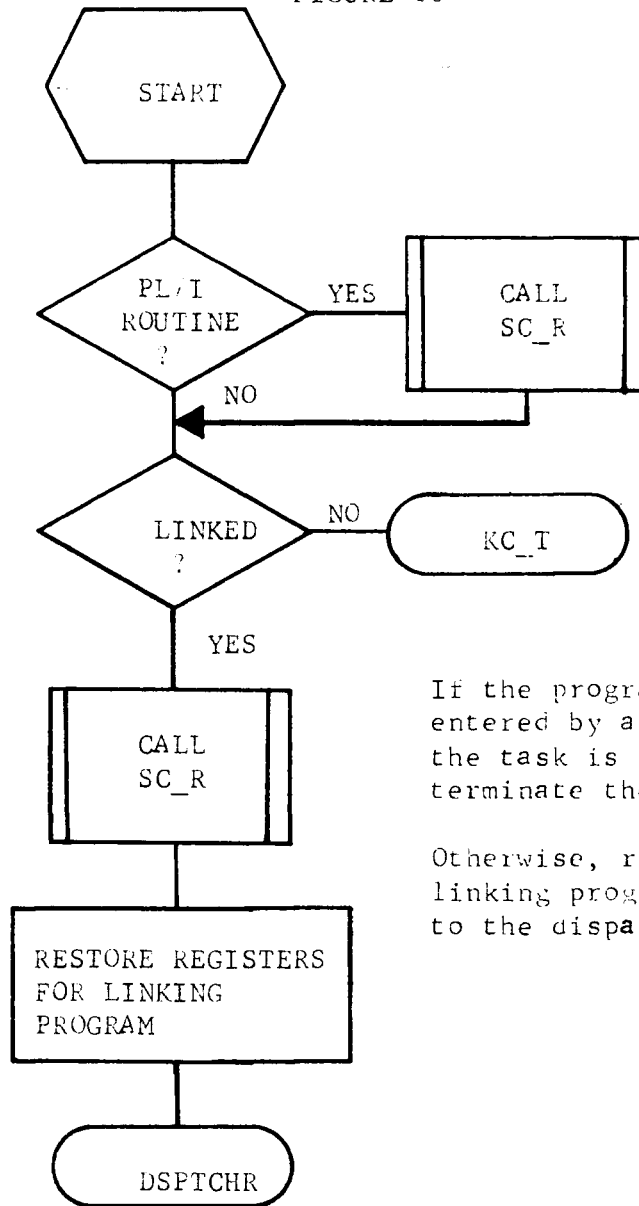 START
PL/I
ROUTINE
?
YES
CALL
SC_R
NO
LINKED
?
NO
KC_T
YES
CALL
SC_R
If the progra
entered by a
the task is
terminate th
Otherwise, r
linking prog
to the dispa
RESTORE REGISTERS
FOR LINKING
PROGRAM
DSPTCHR